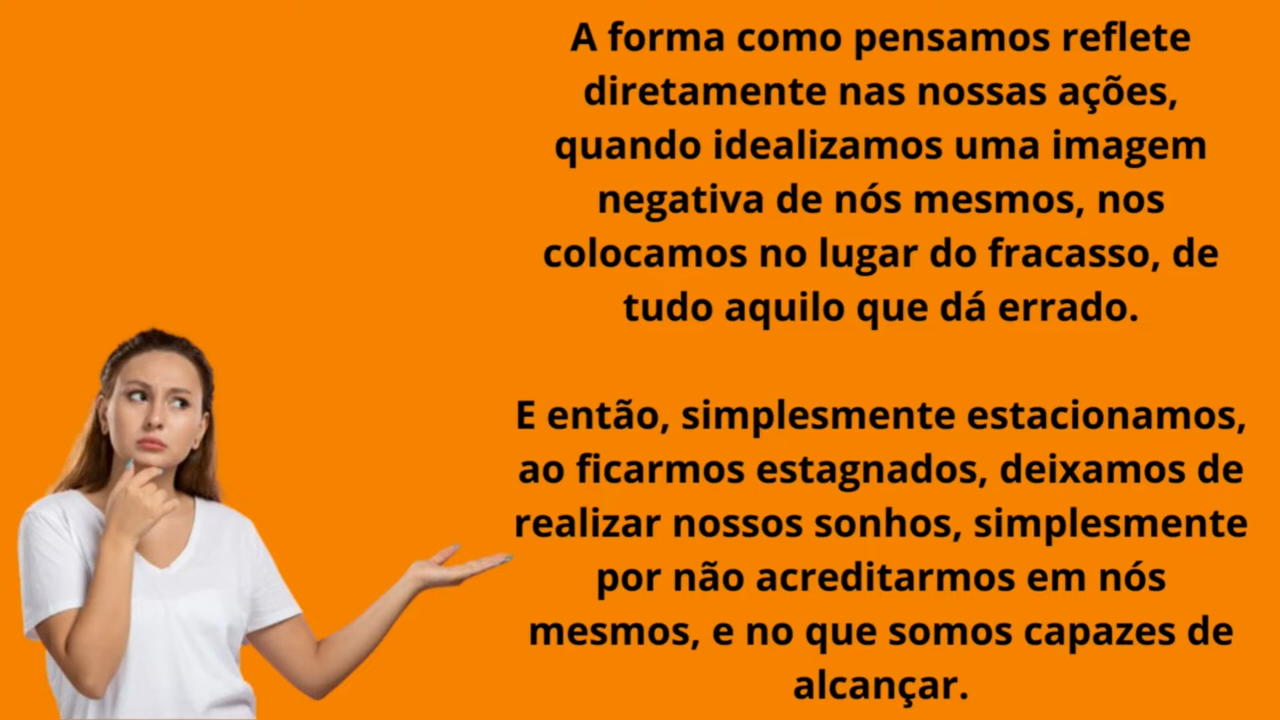 A forma como pensamos reflete
diretamente nas nossas ações,
quando idealizamos uma imagem
negativa de nós mesmos, nos
colocamos no lugar do fracasso, de
tudo aquilo que dá errado.
E então, simplesmente estacionamos,
ao ficarmos estagnados, deixamos de
realizar nossos sonhos, simplesmente
por não acreditarmos em nós
mesmos, e no que somos capazes de
alcançar.